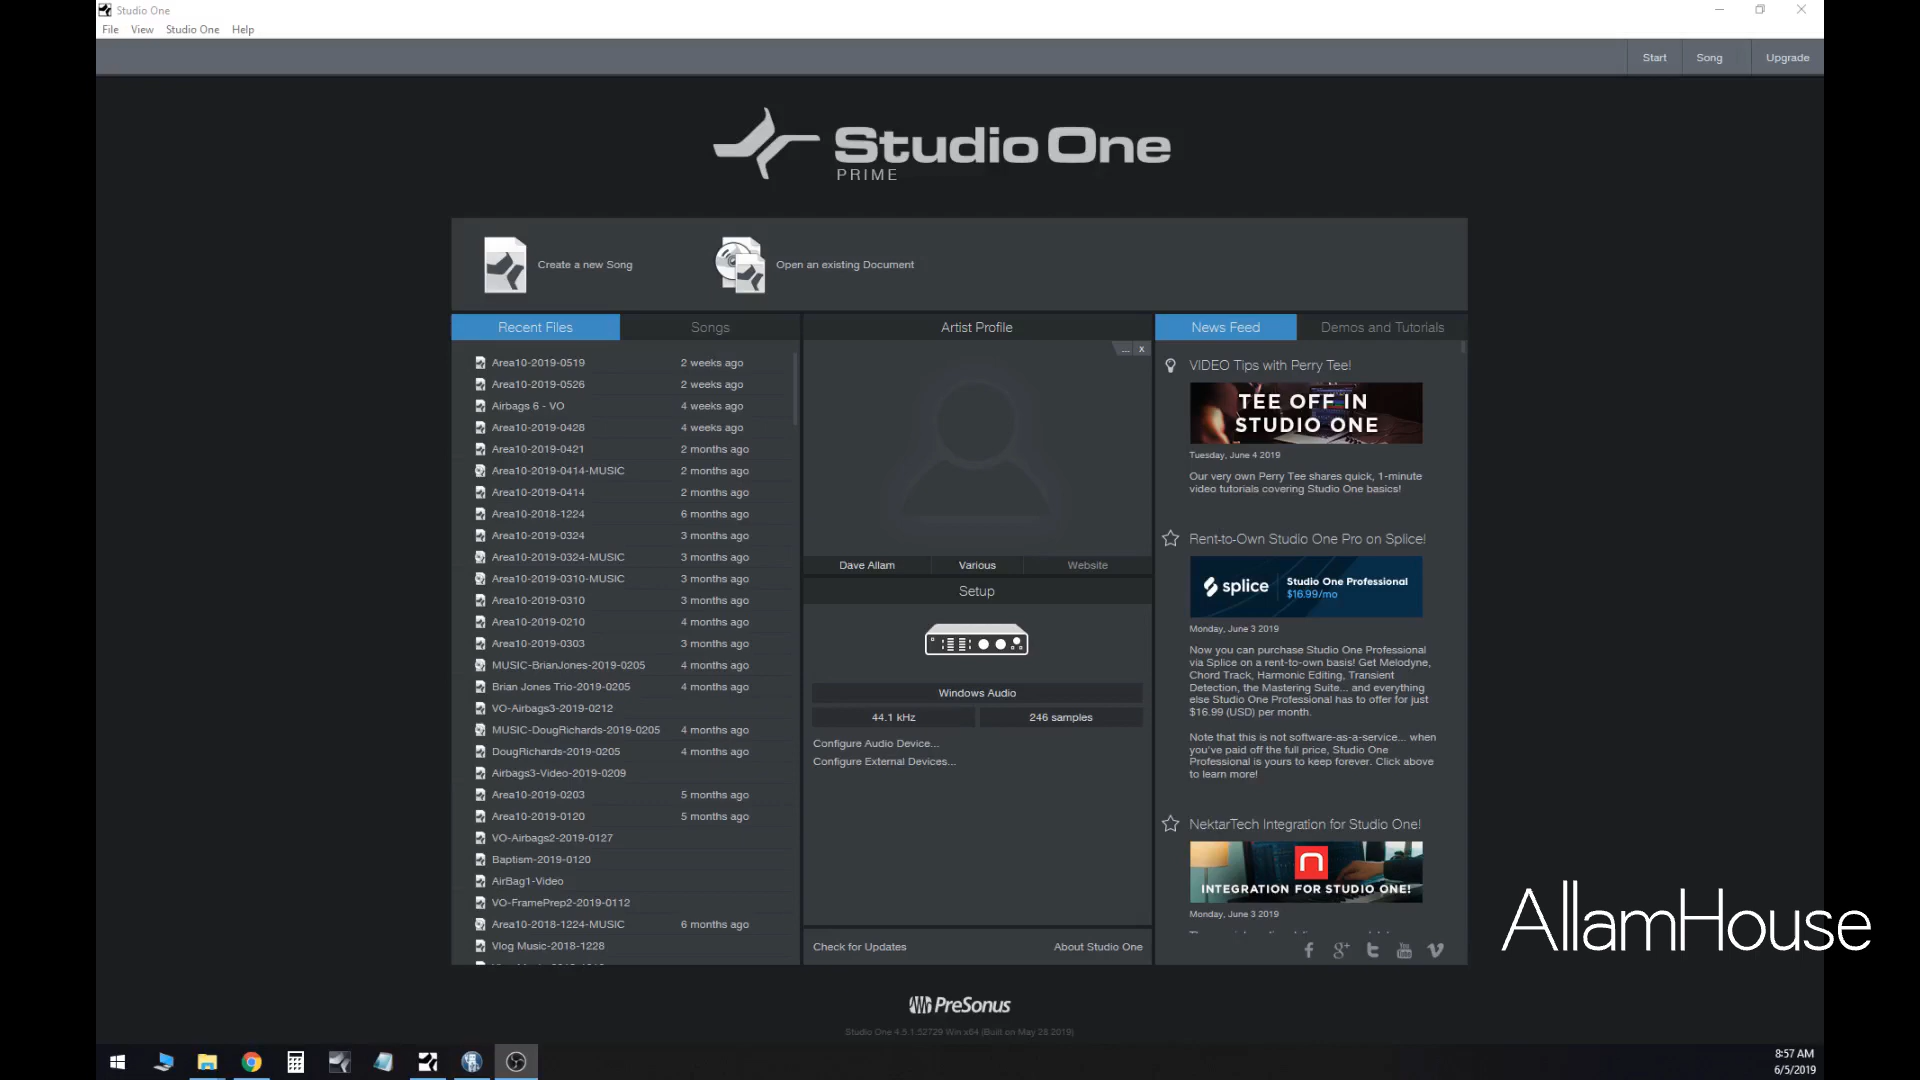 Studio One
File View Studio One Help
Start Song Upgrade
Studio One
PRIME
Create a new Song
Open an existing Document
Recent Files Songs
Area10-2019-0519 2 weeks ago
Area10-2019-0526 2 weeks ago
Airbags 6 - VO 4 weeks ago
Area10-2019-0428 4 weeks ago
Area10-2019-0421 2 months ago
Area10-2019-0414-MUSIC 2 months ago
Area10-2019-0414 2 months ago
Area10-2018-1224 6 months ago
Area10-2019-0324 3 months ago
Area10-2019-0324-MUSIC 3 months ago
Area10-2019-0310-MUSIC 3 months ago
Area10-2019-0310 3 months ago
Area10-2019-0210 4 months ago
Area10-2019-0303 3 months ago
MUSIC-BrianJones-2019-0205 4 months ago
Brian Jones Trio-2019-0205 4 months ago
VO-Airbags3-2019-0212
MUSIC-DougRichards-2019-0205 4 months ago
DougRichards-2019-0205 4 months ago
Airbags3-Video-2019-0209
Area10-2019-0203 5 months ago
Area10-2019-0120 5 months ago
VO-Airbags2-2019-0127
Baptism-2019-0120
AirBag1-Video
VO-FramePrep2-2019-0112
Area10-2018-1224-MUSIC 6 months ago
Vlog Music-2018-1228
Artist Profile
... x
Dave Allam Various Website
Setup
Windows Audio
44.1 kHz 246 samples
Configure Audio Device...
Configure External Devices...
Check for Updates About Studio One
News Feed Demos and Tutorials
VIDEO Tips with Perry Tee!
TEE OFF IN
STUDIO ONE
Tuesday, June 4 2019
Our very own Perry Tee shares quick, 1-minute
video tutorials covering Studio One basics!
Rent-to-Own Studio One Pro on Splice!
splice
Studio One Professional
$16.99/mo
Monday, June 3 2019
Now you can purchase Studio One Professional
via Splice on a rent-to-own basis! Get Melodyne,
Chord Track, Harmonic Editing, Transient
Detection, the Mastering Suite... and everything
else Studio One Professional has to offer for just
$16.99 (USD) per month.
Note that this is not software-as-a-service... when
you've paid off the full price, Studio One
Professional is yours to keep forever. Click above
to learn more!
NektarTech Integration for Studio One!
INTEGRATION FOR STUDIO ONE!
Monday, June 3 2019
AllamHouse
PreSonus
Studio One 4.5.1.52729 Win x64 (Built on May 28 2019)
8:57 AM
6/5/2019